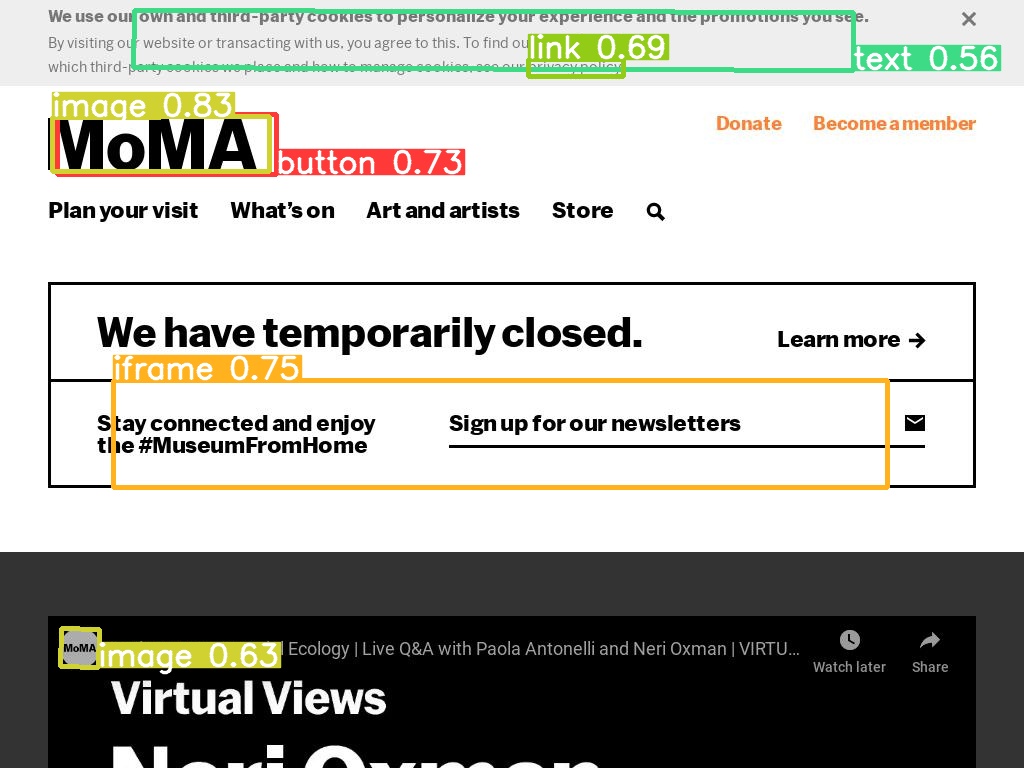 We use our own and third-party cookies to personalize your experience and the promotions you see.
By visiting our website or transacting with us, you agree to this. To find ou
link 0.69
text 0.56
which third-party cookies we place and how to manage cookies, see our privacy policy.
image 0.83
MoMA
button 0.73
Donate
Become a member
Plan your visit
What's on
Art and artists
Store
We have temporarily closed.
Learn more →
iframe 0.75
Stay connected and enjoy
the #MuseumFromHome
Sign up for our newsletters
MoMA
image 0.63
l Ecology | Live Q&A with Paola Antonelli and Neri Oxman | VIRTU...
Watch later
Share
Virtual Views
Neri Oxman